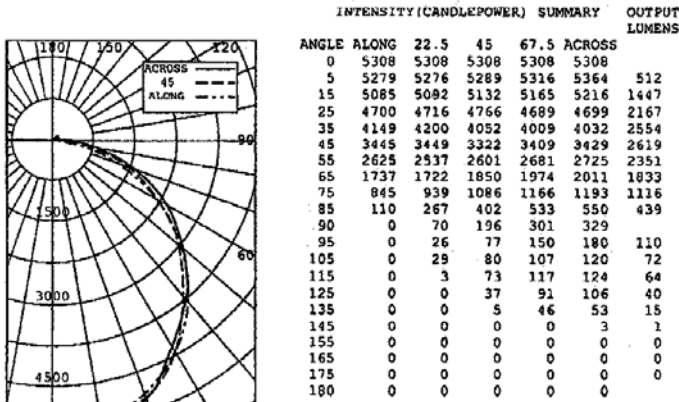 180 150 120
ACROSS
45
ALONG
90
1500
60
3000
4500
INTENSITY(CANDLEPOWER) SUMMARY OUTPUT
LUMENS
ANGLE ALONG 22.5 45 67.5 ACROSS
0 5308 5308 5308 5308 5308
5 5279 5276 5289 5316 5364 512
15 5085 5092 5132 5165 5216 1447
25 4700 4716 4766 4689 4699 2167
35 4149 4200 4052 4009 4032 2554
45 3445 3449 3322 3409 3429 2619
55 2625 2537 2601 2681 2725 2351
65 1737 1722 1850 1974 2011 1833
75 845 939 1086 1166 1193 1116
85 110 267 402 533 550 439
90 0 70 196 301 329
95 0 26 77 150 180 110
105 0 29 80 107 120 72
115 0 3 73 117 124 64
125 0 0 37 91 106 40
135 0 0 5 46 53 15
145 0 0 0 0 3 1
155 0 0 0 0 0 0
165 0 0 0 0 0 0
175 0 0 0 0 0 0
180 0 0 0 0 0